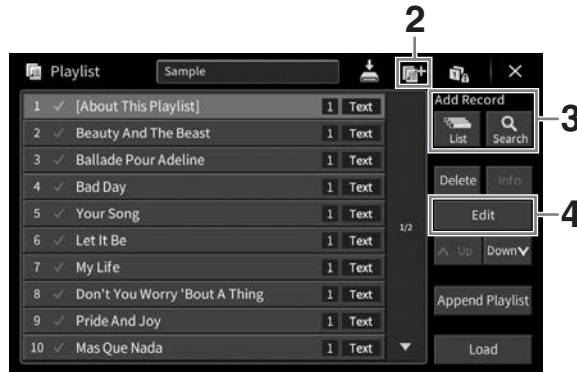 2
Playlist Sample
Add Record
1 [About This Playlist] 1 Text
List Search
3
2 Beauty And The Beast 1 Text
3 Ballade Pour Adeline 1 Text
4 Bad Day 1 Text
Delete Info
5 Your Song 1 Text
Edit
4
1/2
6 Let It Be 1 Text
Up Down
7 My Life 1 Text
8 Don't You Worry 'Bout A Thing 1 Text
Append Playlist
9 Pride And Joy 1 Text
10 Mas Que Nada 1 Text
Load